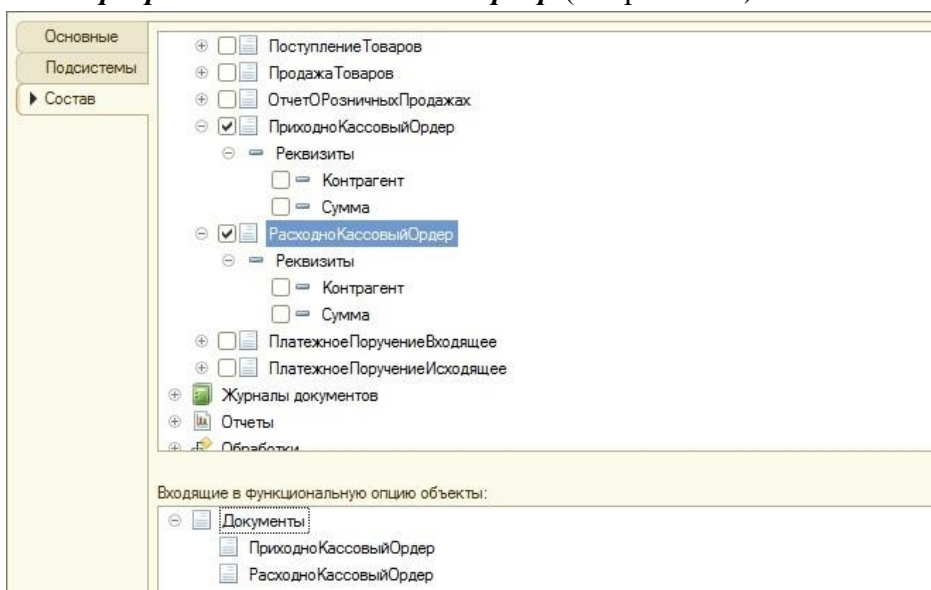 Основные
Подсистемы
Состав
ПоступлениеТоваров
ПродажаТоваров
ОтчетОРозничныхПродажах
ПриходноКассовыйОрдер
Реквизиты
Контрагент
Сумма
РасходноКассовыйОрдер
Реквизиты
Контрагент
Сумма
ПлатежноеПоручениеВходящее
ПлатежноеПоручениеИсходящее
Журналы документов
Отчеты
Обработки
Входящие в функциональную опцию объекты:
Документы
ПриходноКассовыйОрдер
РасходноКассовыйОрдер